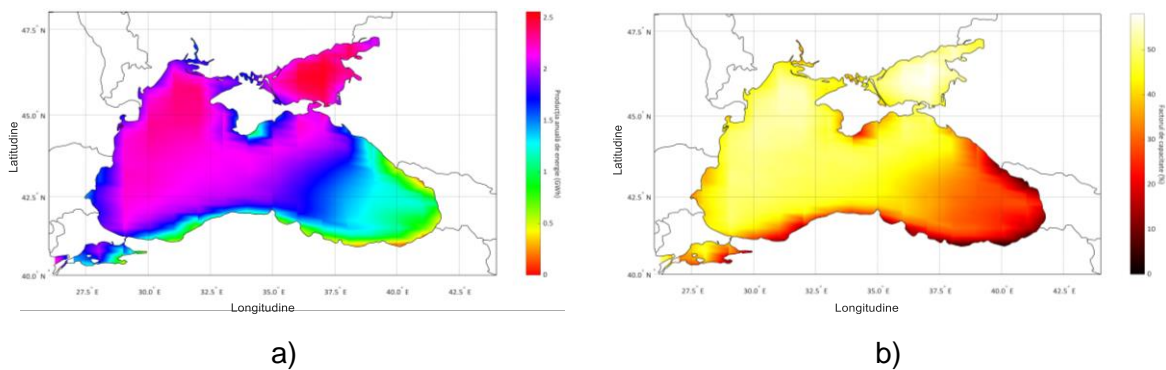 47.5° N
45.0° N
42.5° N
40.0° N
Latitudine
27.5° E
30.0° E
32.5° E
35.0° E
37.5° E
40.0° E
42.5° E
Longitudine
2.5
2
1.5
1
0.5
0
Producția anuală de energie (GWh)
a)
47.5° N
45.0° N
42.5° N
40.0° N
Latitudine
27.5° E
30.0° E
32.5° E
35.0° E
37.5° E
40.0° E
42.5° E
Longitudine
50
40
30
20
10
0
Factorul de capacitate (%)
b)